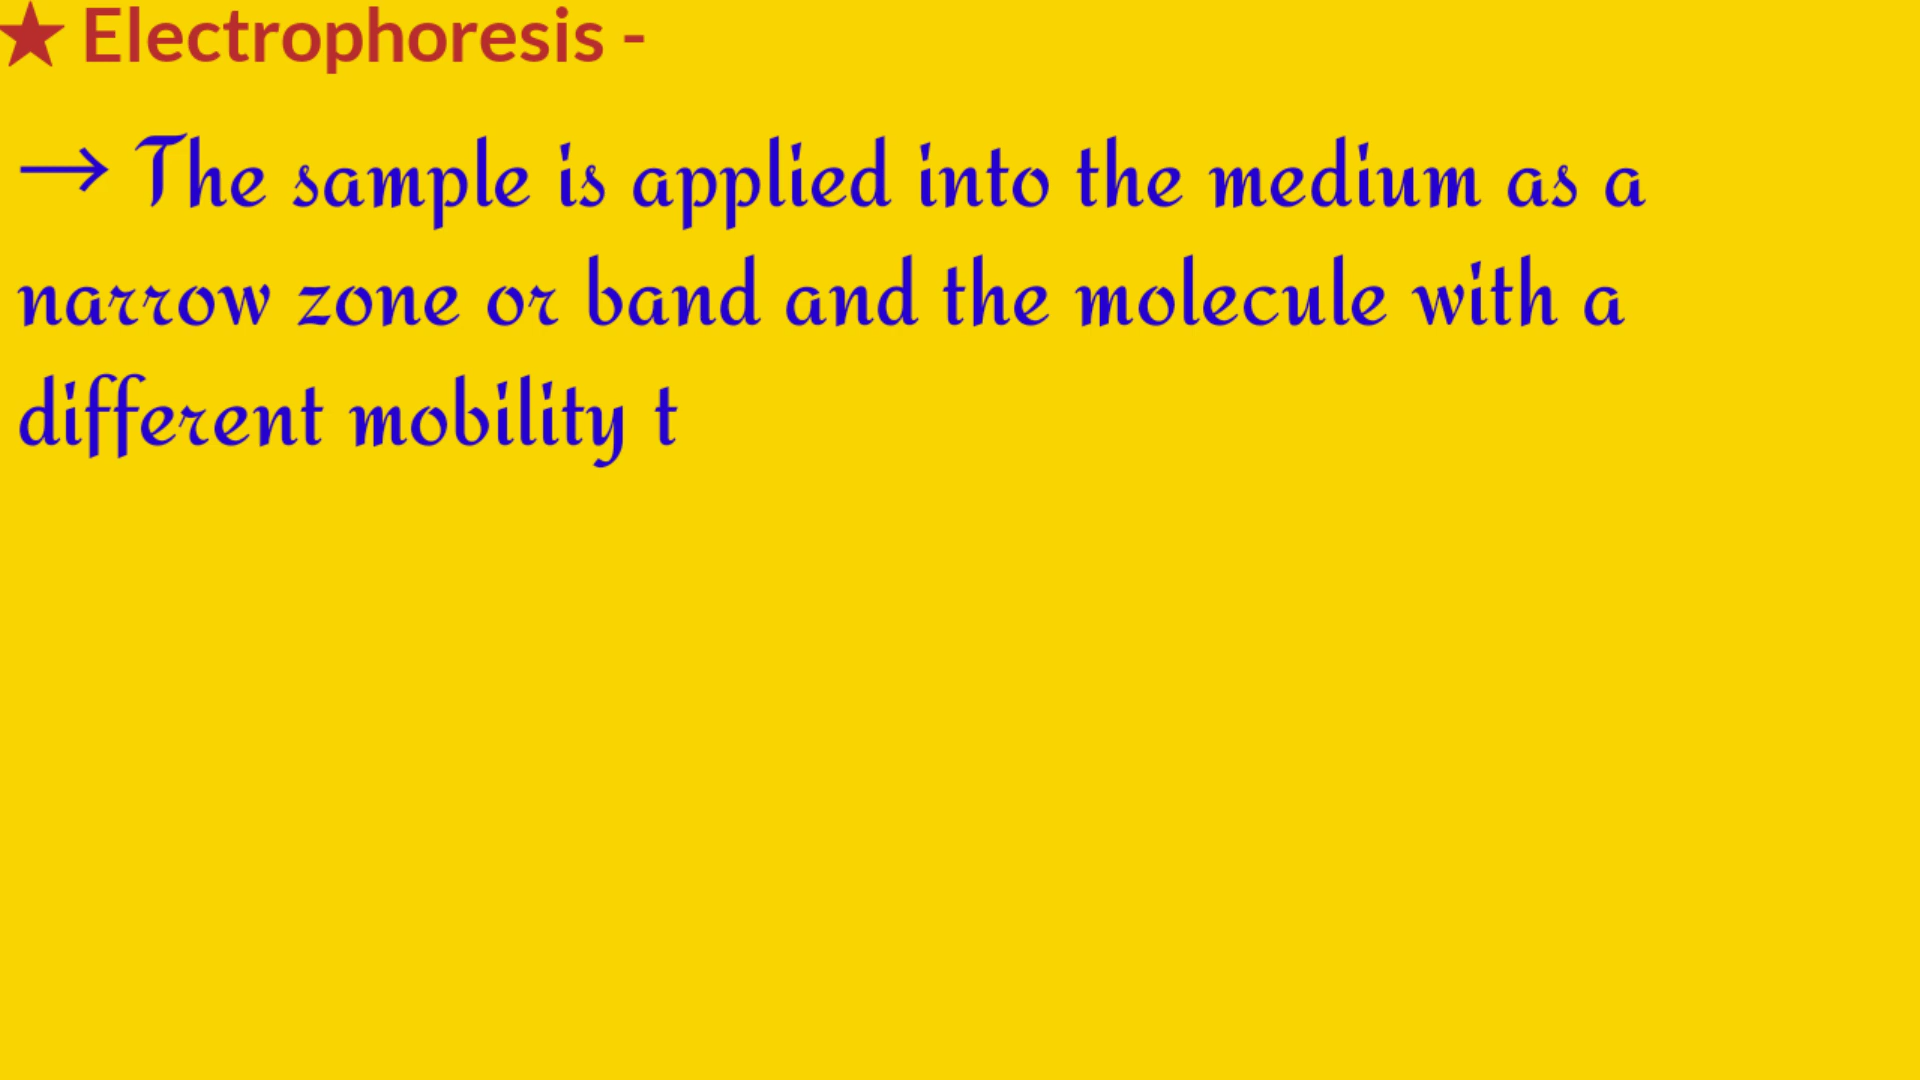 ★ Electrophoresis -
→ The sample is applied into the medium as a
narrow zone or band and the molecule with a
different mobility t